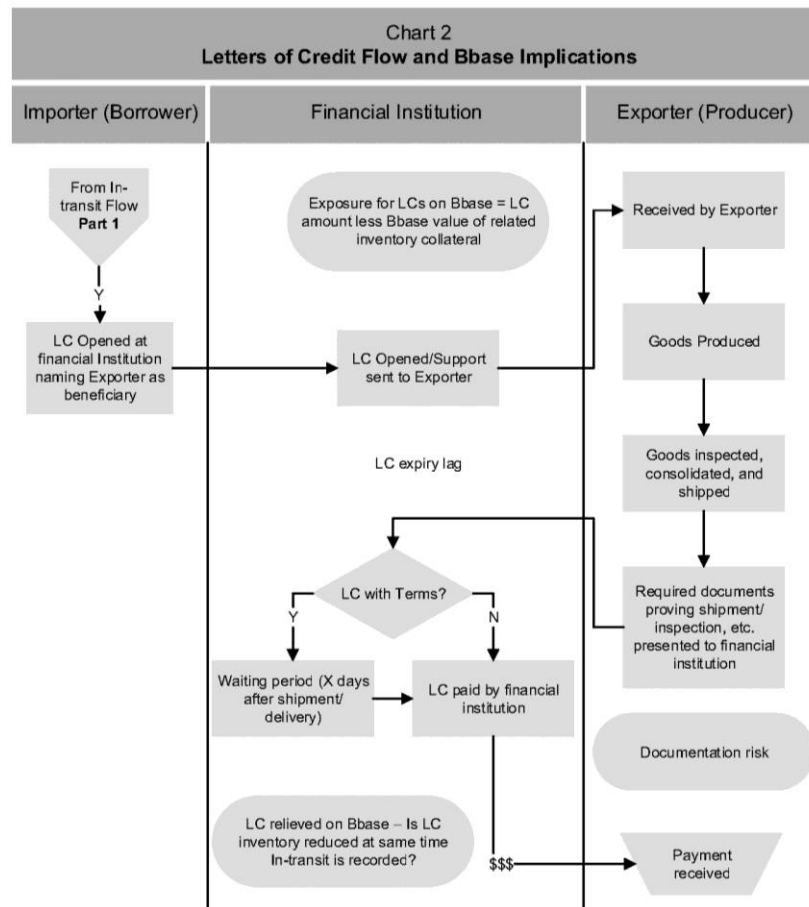 Chart 2
Letters of Credit Flow and Bbase Implications
Importer (Borrower)
Financial Institution
Exporter (Producer)
From In-
transit Flow
Part 1
Y
LC Opened at
financial Institution
naming Exporter as
beneficiary
Exposure for LCs on Bbase = LC
amount less Bbase value of related
inventory collateral
LC Opened/Support
sent to Exporter
Received by Exporter
Goods Produced
Goods inspected,
consolidated, and
shipped
Required documents
proving shipment/
inspection, etc.
presented to financial
institution
LC expiry lag
LC with Terms?
Y
N
Waiting period (X days
after shipment/
delivery)
LC paid by financial
institution
Documentation risk
LC relieved on Bbase – Is LC
inventory reduced at same time
In-transit is recorded?
$$$
Payment
received